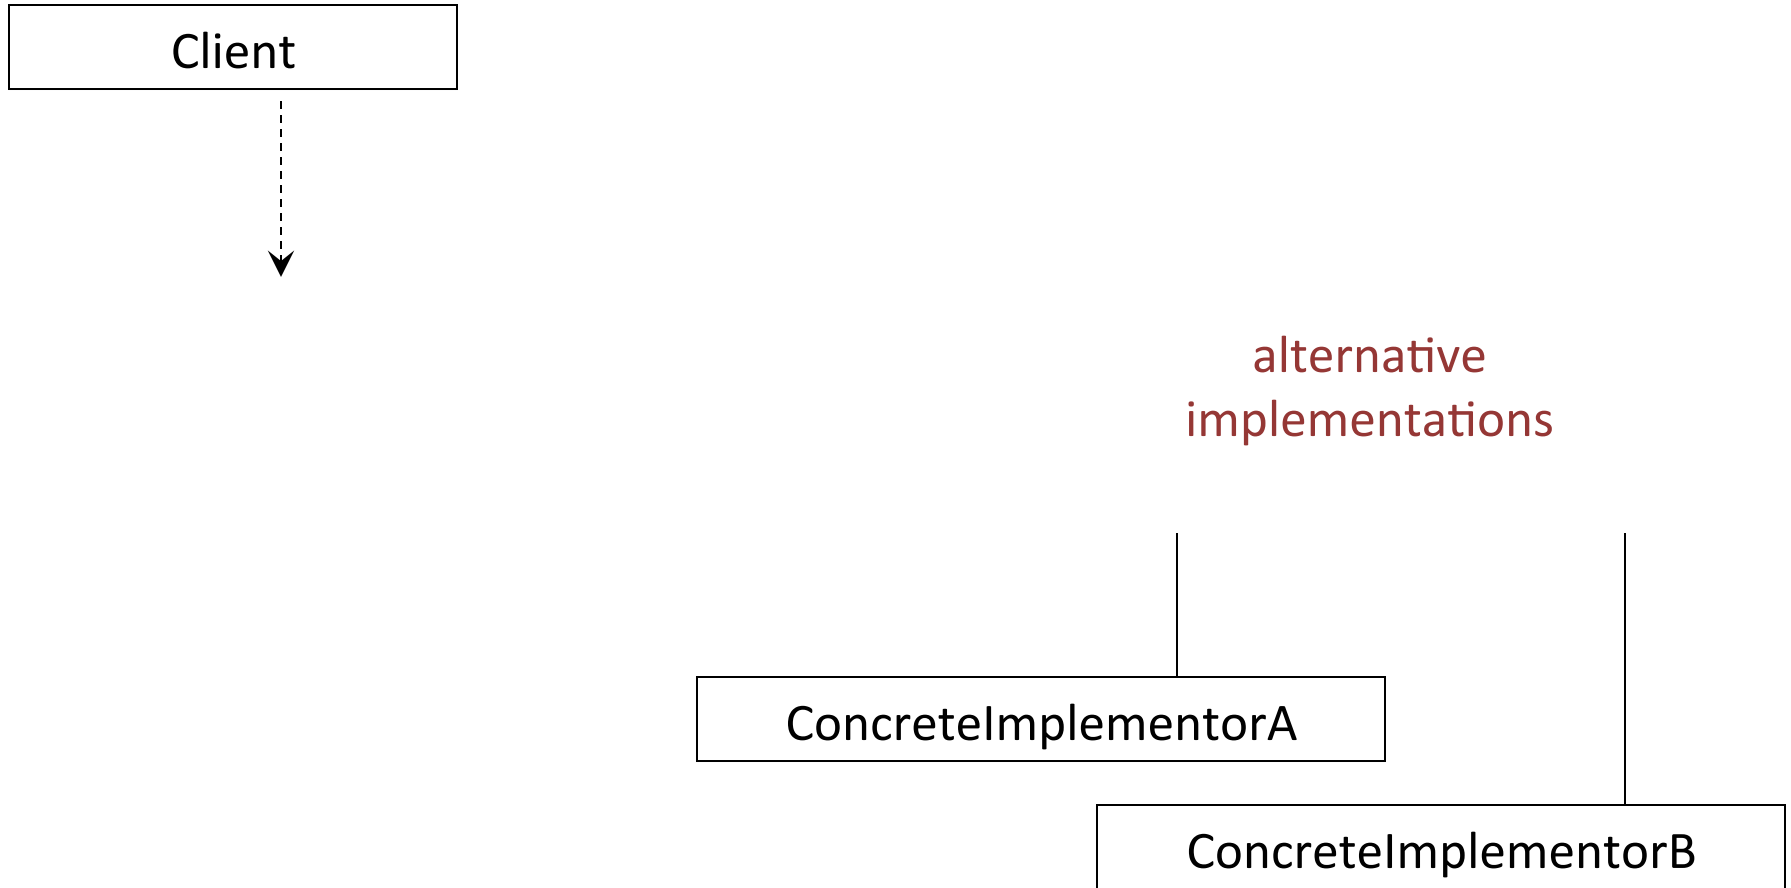 Client
alternative
implementations
ConcreteImplementorA
ConcreteImplementorB